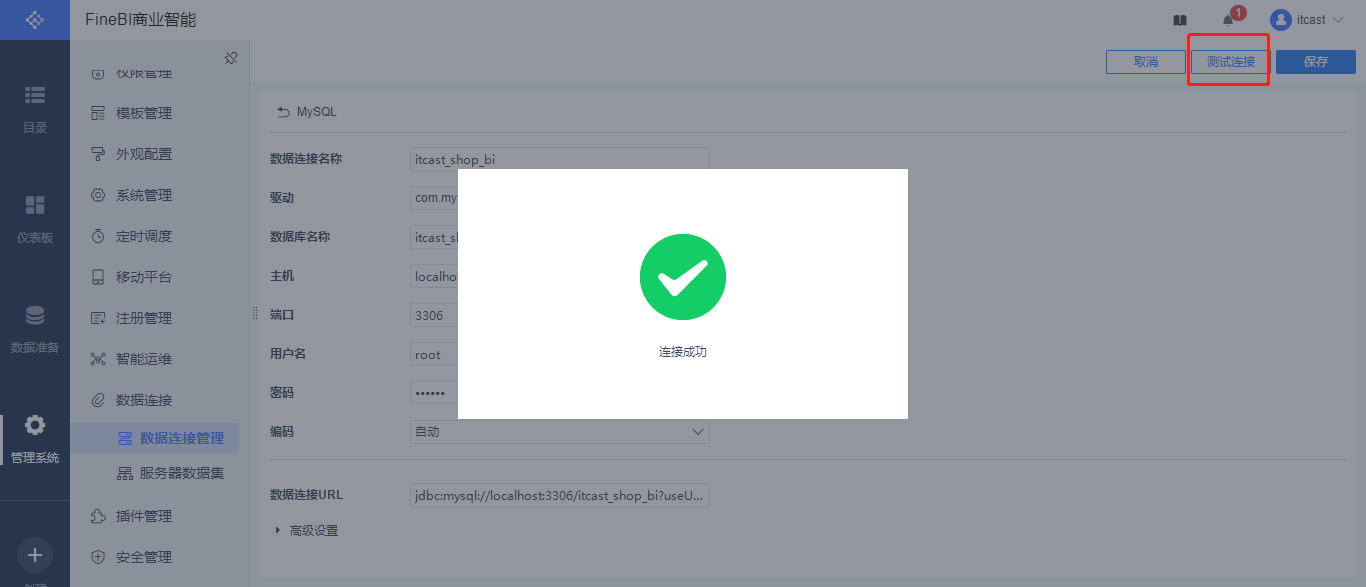 FineBI商业智能
1
itcast
目录
仪表板
数据准备
管理系统
权限管理
模板管理
外观配置
系统管理
定时调度
移动平台
注册管理
智能运维
数据连接
数据连接管理
服务器数据集
插件管理
安全管理
取消
测试连接
保存
MySQL
数据连接名称
itcast_shop_bi
驱动
com.my
数据库名称
itcast_s
主机
localho
端口
3306
用户名
root
密码
••••••
编码
自动
数据连接URL
jdbc:mysql://localhost:3306/itcast_shop_bi?useU...
高级设置
连接成功